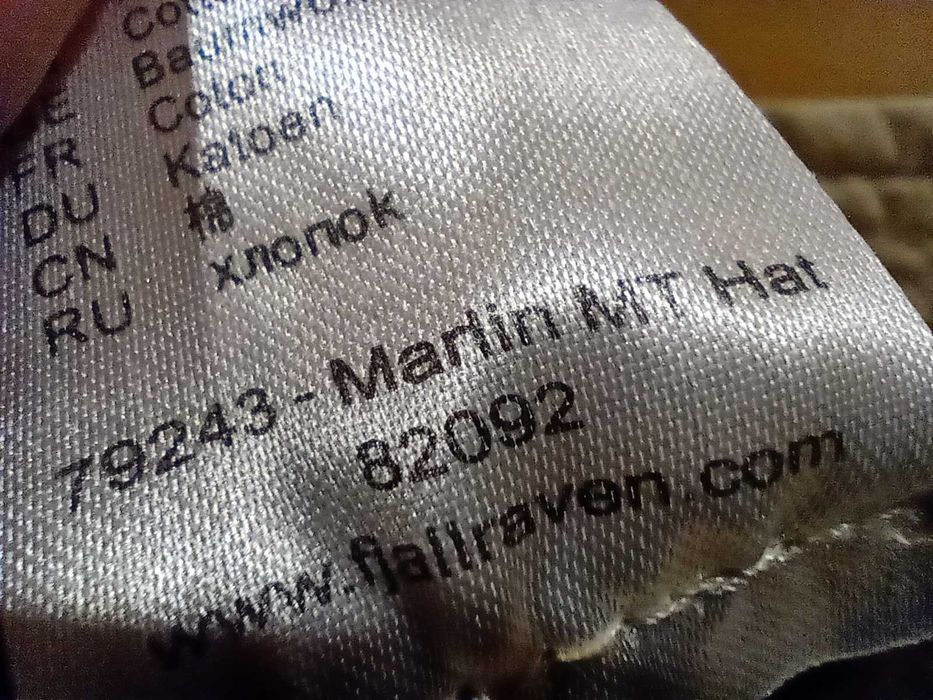 FR Coton
DU Katoen
CN 棉
RU хлопок
79243 - Marlin MT Hat
82092
www.fjallraven.com